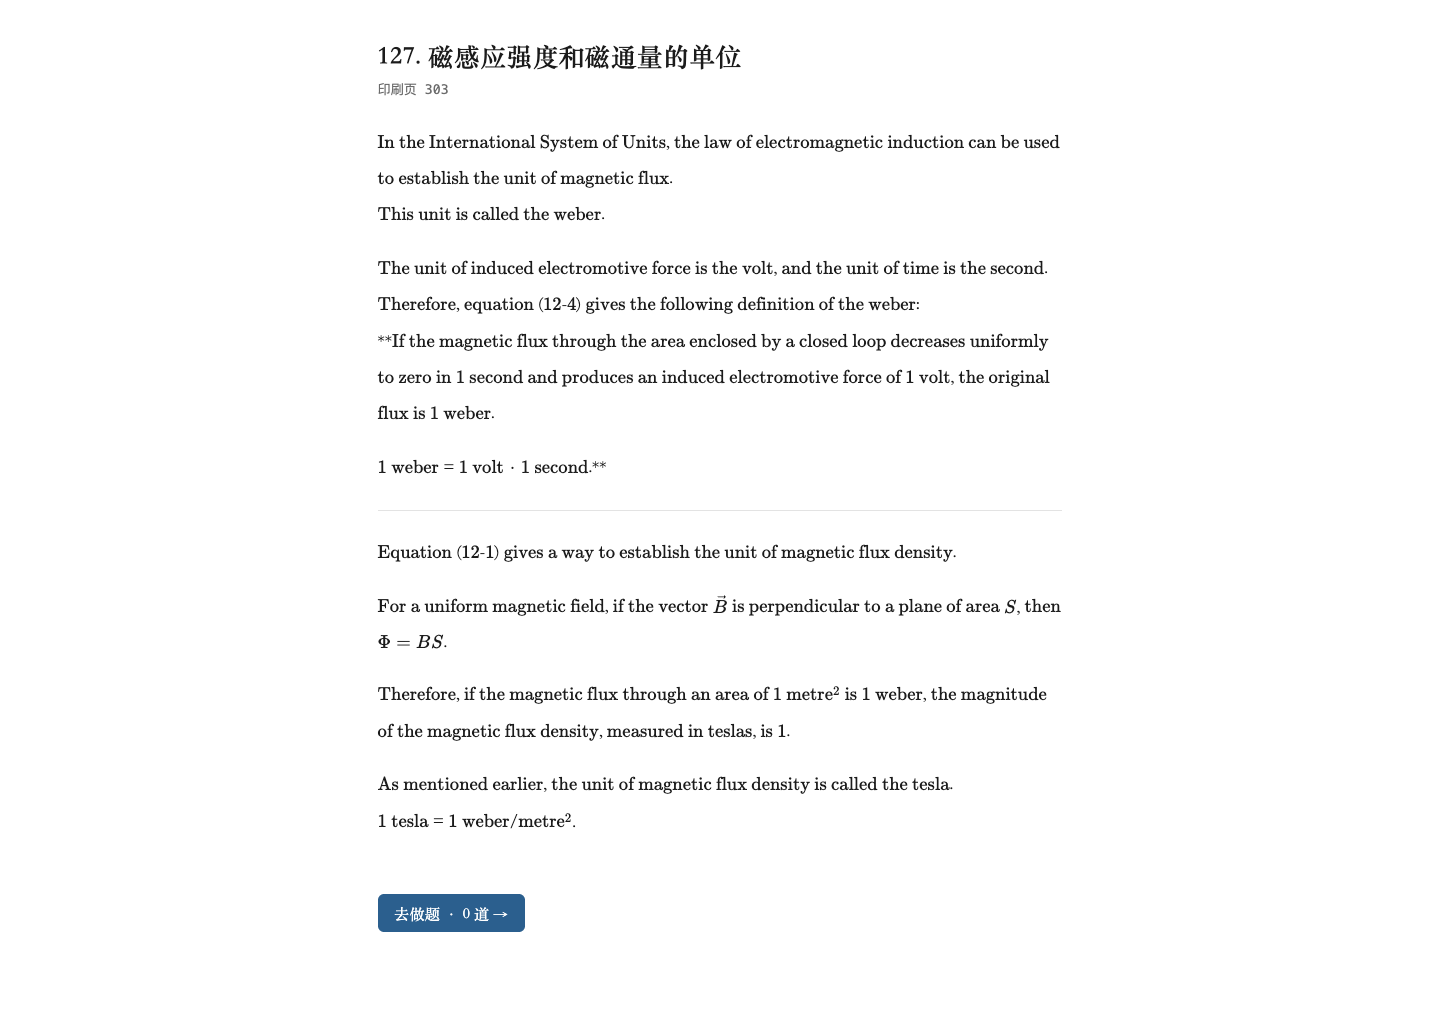 127. 磁感应强度和磁通量的单位
印刷页 303
In the International System of Units, the law of electromagnetic induction can be used
to establish the unit of magnetic flux.
This unit is called the weber.
The unit of induced electromotive force is the volt, and the unit of time is the second.
Therefore, equation (12-4) gives the following definition of the weber:
**If the magnetic flux through the area enclosed by a closed loop decreases uniformly
to zero in 1 second and produces an induced electromotive force of 1 volt, the original
flux is 1 weber.
1 weber = 1 volt · 1 second.**
Equation (12-1) gives a way to establish the unit of magnetic flux density.
For a uniform magnetic field, if the vector $\vec{B}$ is perpendicular to a plane of area $S$, then
$\Phi = BS$.
Therefore, if the magnetic flux through an area of 1 metre² is 1 weber, the magnitude
of the magnetic flux density, measured in teslas, is 1.
As mentioned earlier, the unit of magnetic flux density is called the tesla.
1 tesla = 1 weber/metre².
去做题 · 0 道 →